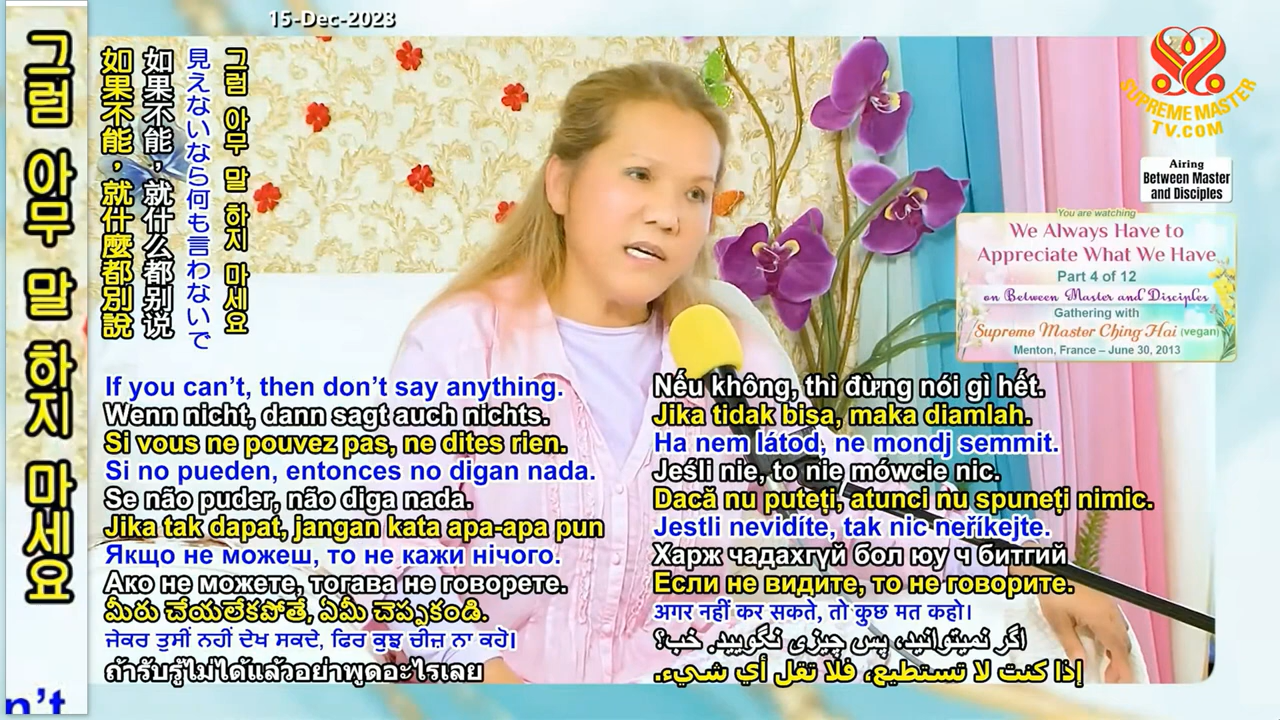 15-Dec-2023
그럼 아무 말 하지 마세요
n't
如果不能，就什麼都別說
如果不能，就什么都别说
見えないなら何も言わないで
그럼 아무 말 하지 마세요
SUPREME MASTER
TV.COM
Airing
Between Master
and Disciples
You are watching
We Always Have to
Appreciate What We Have
Part 4 of 12
on Between Master and Disciples
Gathering with
Supreme Master Ching Hai (vegan)
Menton, France – June 30, 2013
If you can't, then don't say anything.
Wenn nicht, dann sagt auch nichts.
Si vous ne pouvez pas, ne dites rien.
Si no pueden, entonces no digan nada.
Se não puder, não diga nada.
Jika tak dapat, jangan kata apa-apa pun
Якщо не можеш, то не кажи нічого.
Ако не можете, тогава не говорете.
మీరు చేయలేకపోతే, ఏమీ చెప్పకండి.
ਜੇਕਰ ਤੁਸੀਂ ਨਹੀਂ ਦੇਖ ਸਕਦੇ, ਫਿਰ ਕੁਝ ਚੀਜ਼ ਨਾ ਕਹੋ।
ถ้ารับรู้ไม่ได้แล้วอย่าพูดอะไรเลย
Nếu không, thì đừng nói gì hết.
Jika tidak bisa, maka diamlah.
Ha nem látod, ne mondj semmit.
Jeśli nie, to nie mówcie nic.
Dacă nu puteți, atunci nu spuneți nimic.
Jestli nevidíte, tak nic neříkejte.
Харж чадахгүй бол юу ч битгий
Если не видите, то не говорите.
अगर नहीं कर सकते, तो कुछ मत कहो।
اگر نمیتوانید، پس چیزی نگویید. خب؟
إذا كنت لا تستطيع، فلا تقل أي شيء.